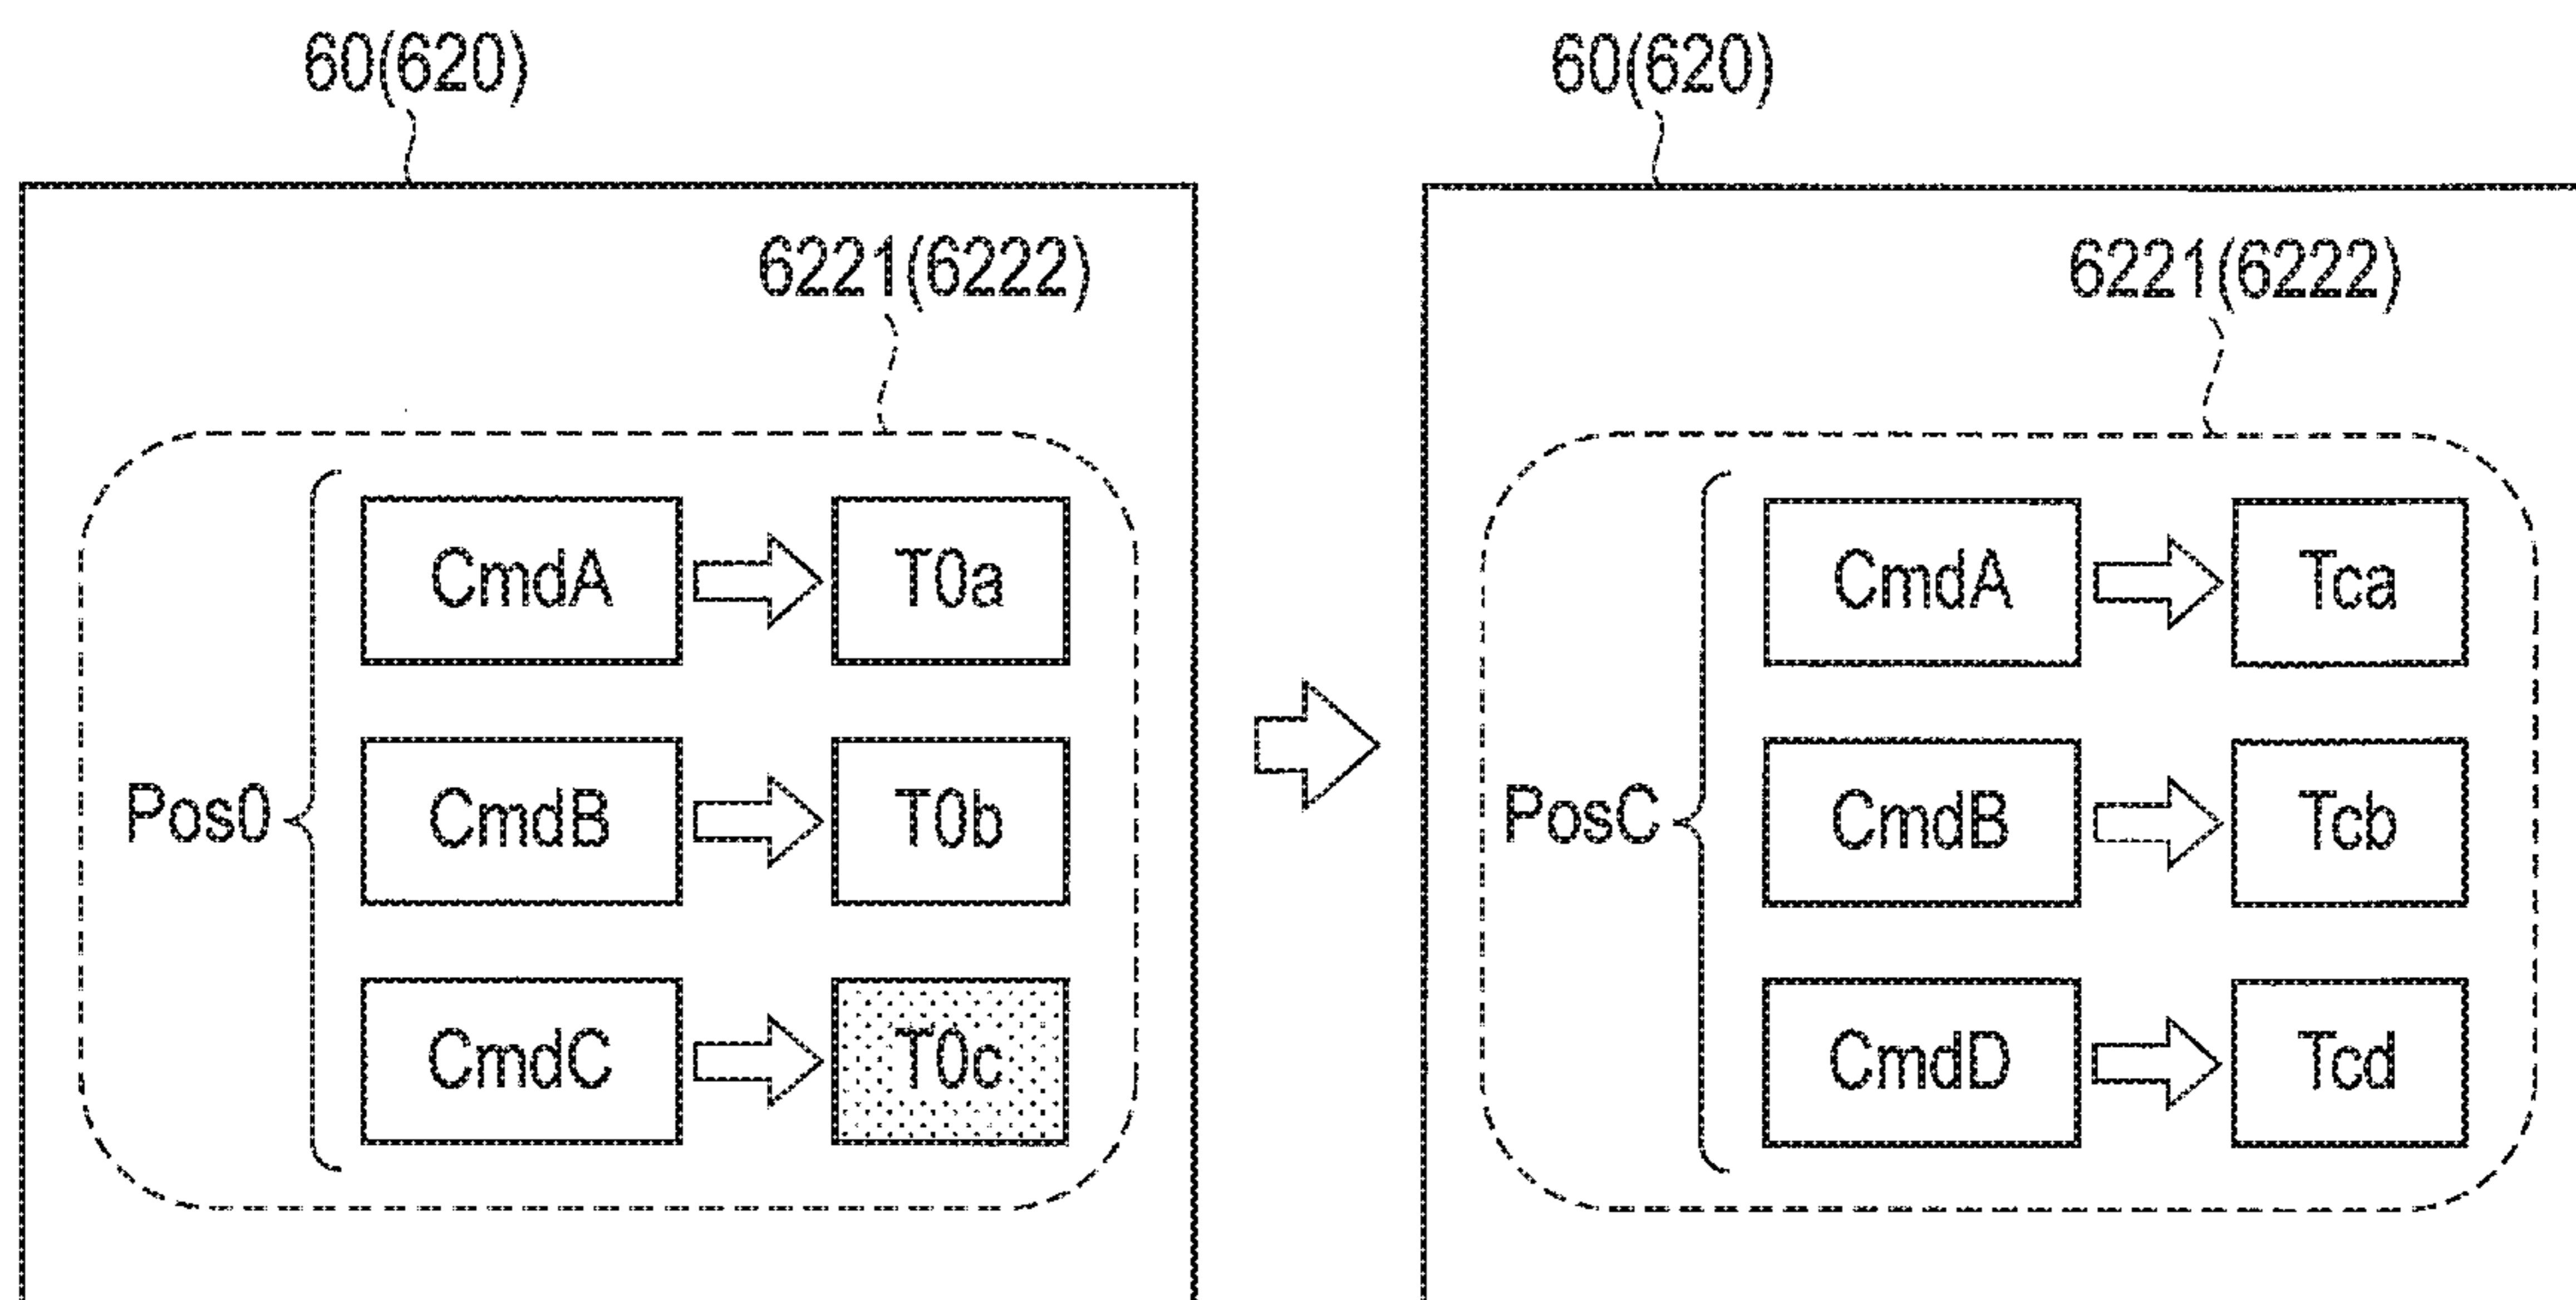 60(620)
6221(6222)
Pos0
CmdA
T0a
CmdB
T0b
CmdC
T0c
60(620)
6221(6222)
PosC
CmdA
Tca
CmdB
Tcb
CmdD
Tcd